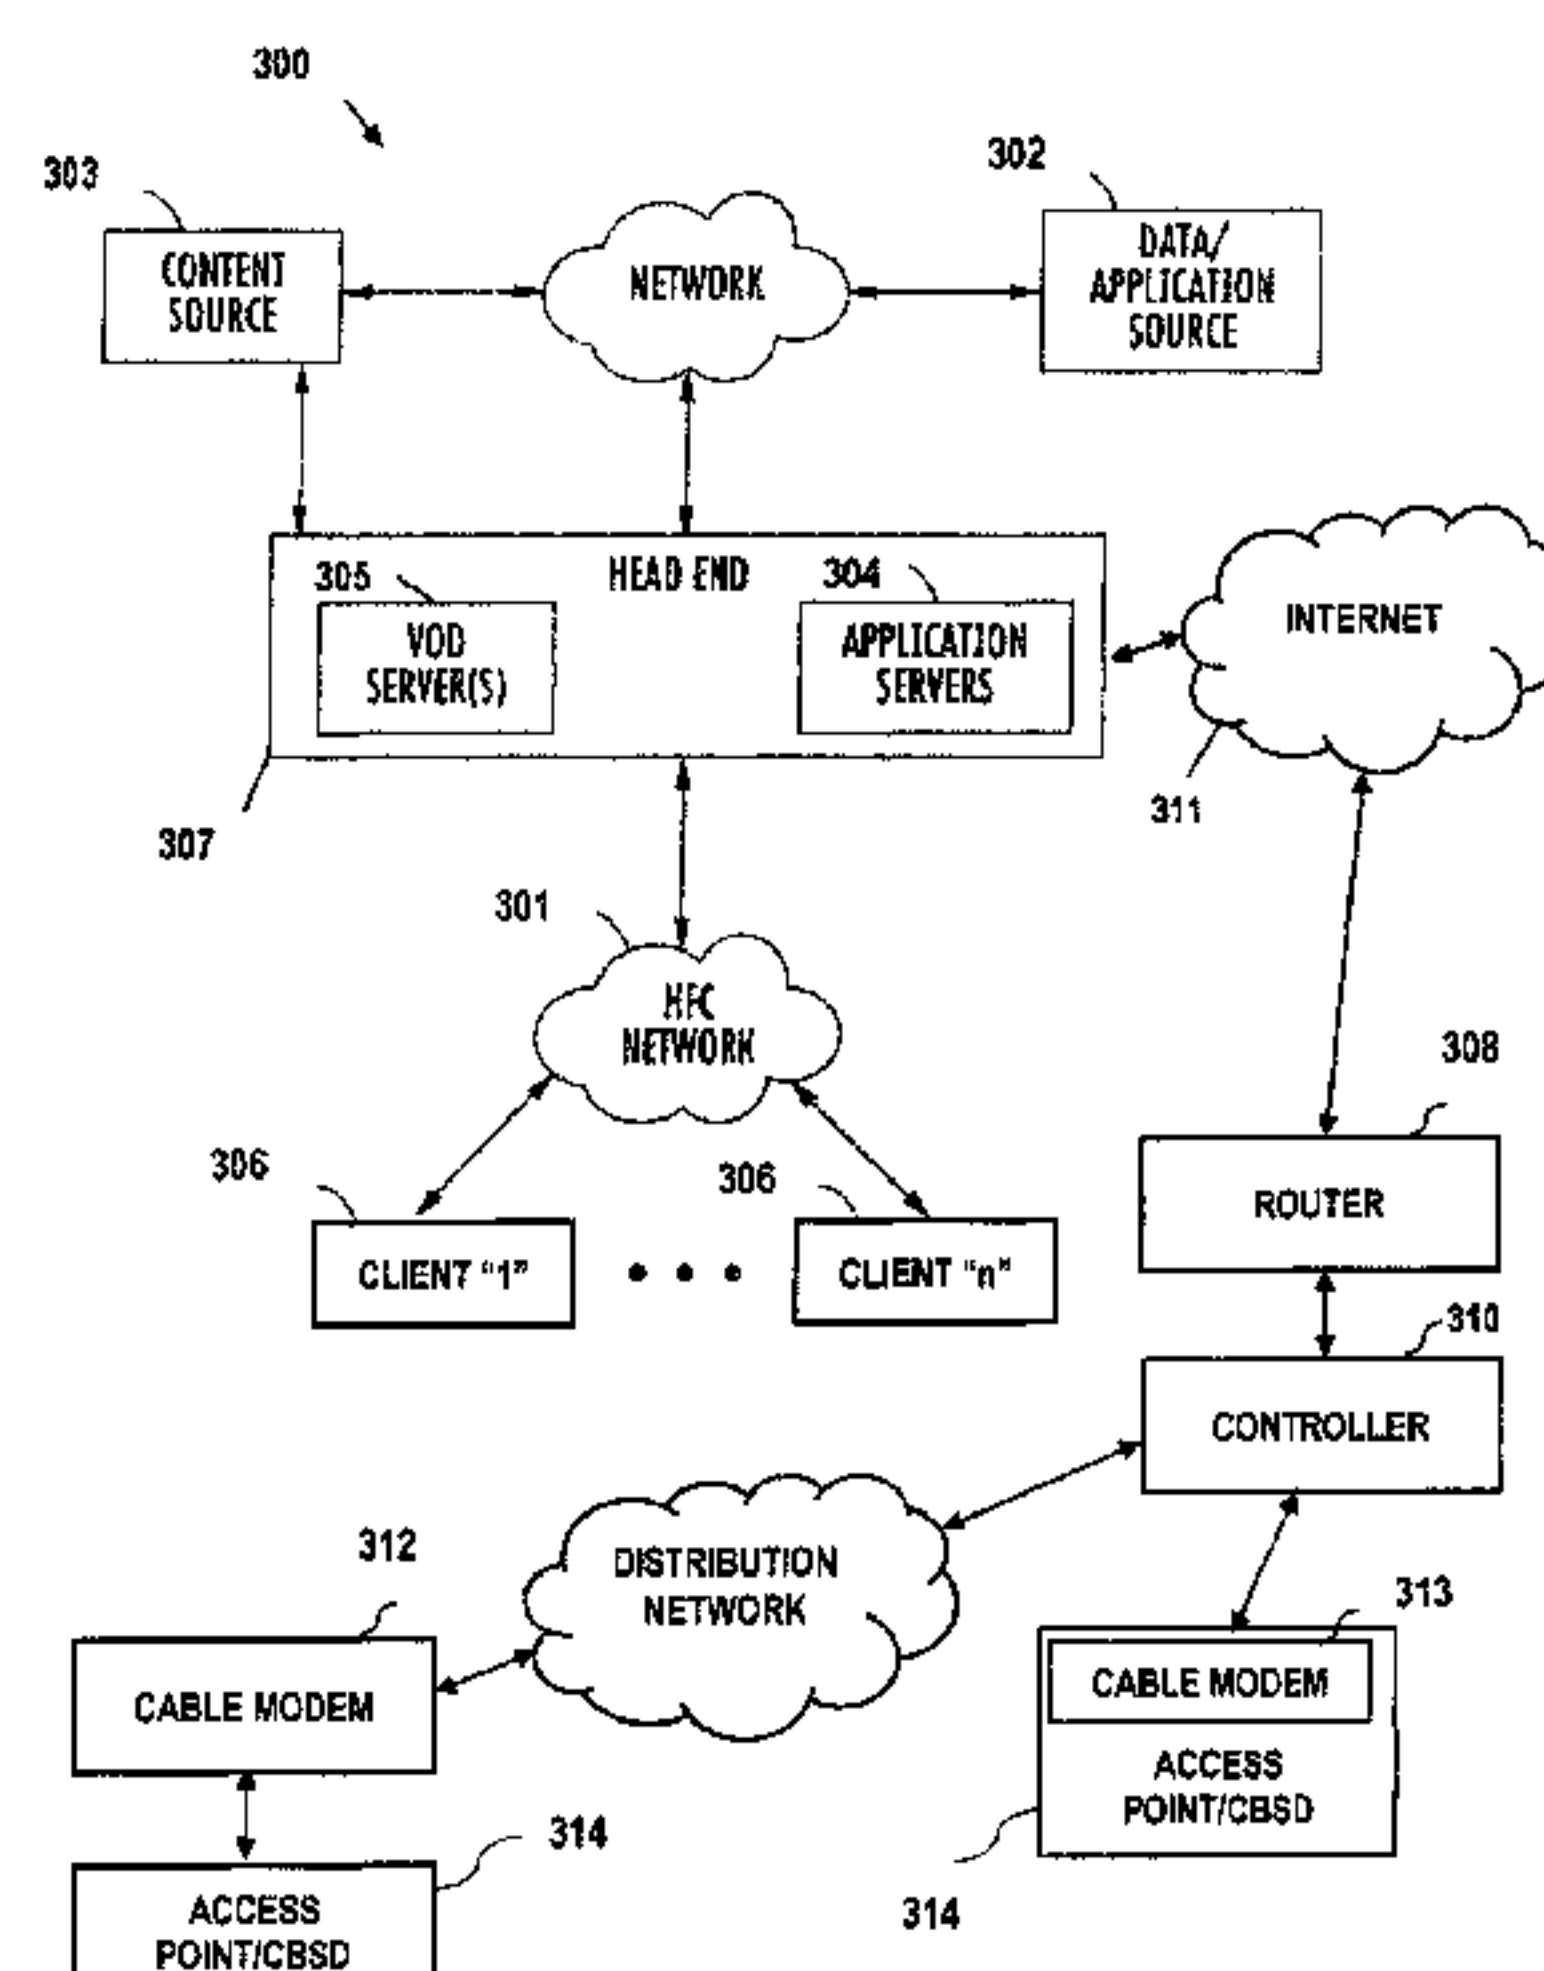 300
303
302
CONTENT
SOURCE
NETWORK
DATA/
APPLICATION
SOURCE
HEAD END
305
304
VOD
SERVER(S)
APPLICATION
SERVERS
INTERNET
311
307
301
HFC
NETWORK
308
306
306
ROUTER
CLIENT "1"
CLIENT "n"
310
CONTROLLER
312
DISTRIBUTION
NETWORK
313
CABLE MODEM
CABLE MODEM
ACCESS
POINT/CBSD
314
314
ACCESS
POINT/CBSD